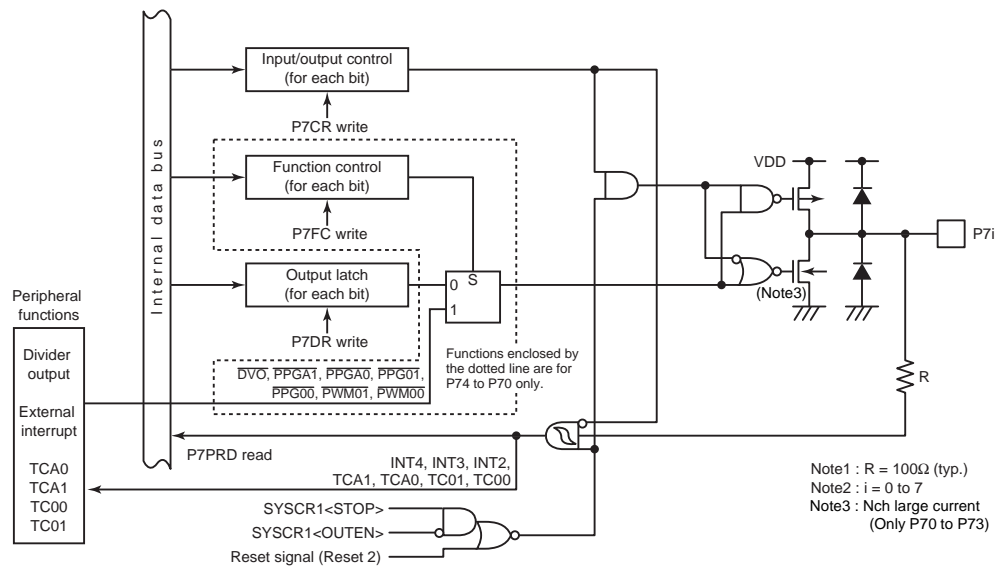 Internal data bus
Input/output control
(for each bit)
P7CR write
Function control
(for each bit)
P7FC write
Output latch
(for each bit)
P7DR write
S
0
1
Functions enclosed by
the dotted line are for
P74 to P70 only.
DVO, PPGA1, PPGA0, PPG01,
PPG00, PWM01, PWM00
Peripheral
functions
Divider
output
External
interrupt
TCA0
TCA1
TC00
TC01
P7PRD read
INT4, INT3, INT2,
TCA1, TCA0, TC01, TC00
SYSCR1<STOP>
SYSCR1<OUTEN>
Reset signal (Reset 2)
VDD
(Note3)
P7i
R
Note1 : R = 100Ω (typ.)
Note2 : i = 0 to 7
Note3 : Nch large current
(Only P70 to P73)